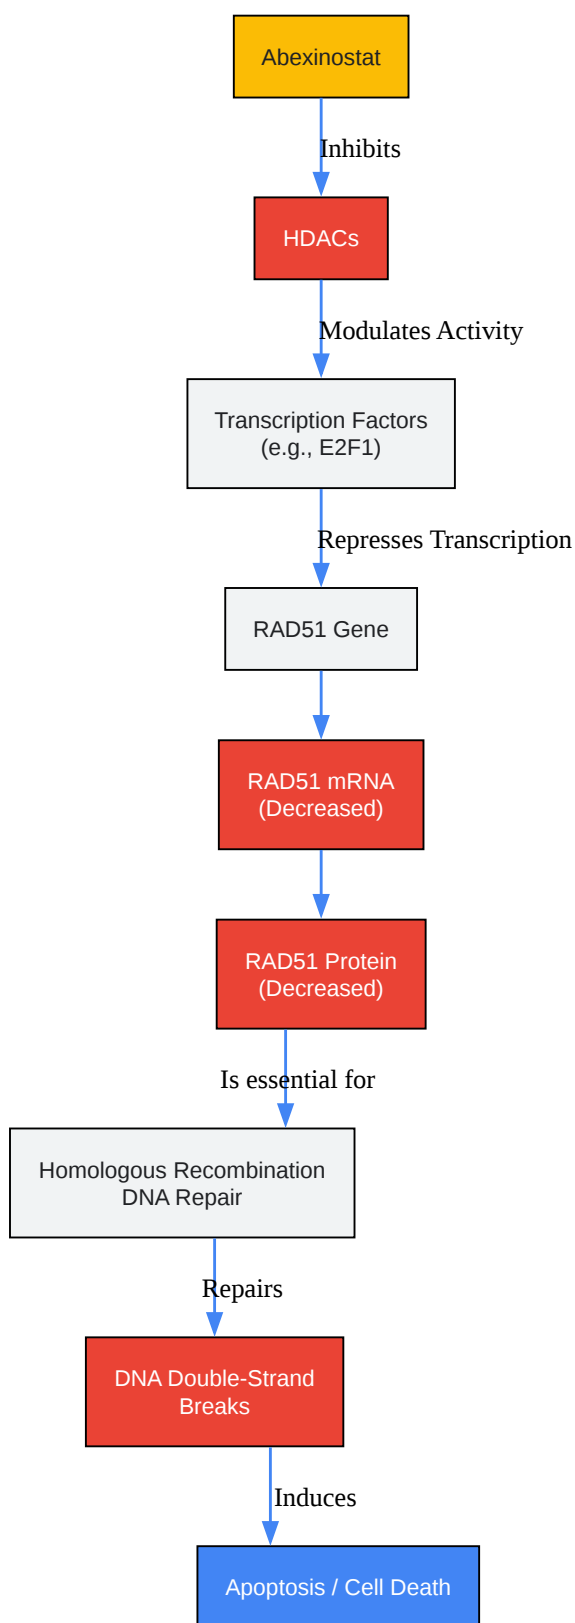 Abexinostat
Inhibits
HDACs
Modulates Activity
Transcription Factors
(e.g., E2F1)
Represses Transcription
RAD51 Gene
RAD51 mRNA
(Decreased)
RAD51 Protein
(Decreased)
Is essential for
Homologous Recombination
DNA Repair
Repairs
DNA Double-Strand
Breaks
Induces
Apoptosis / Cell Death